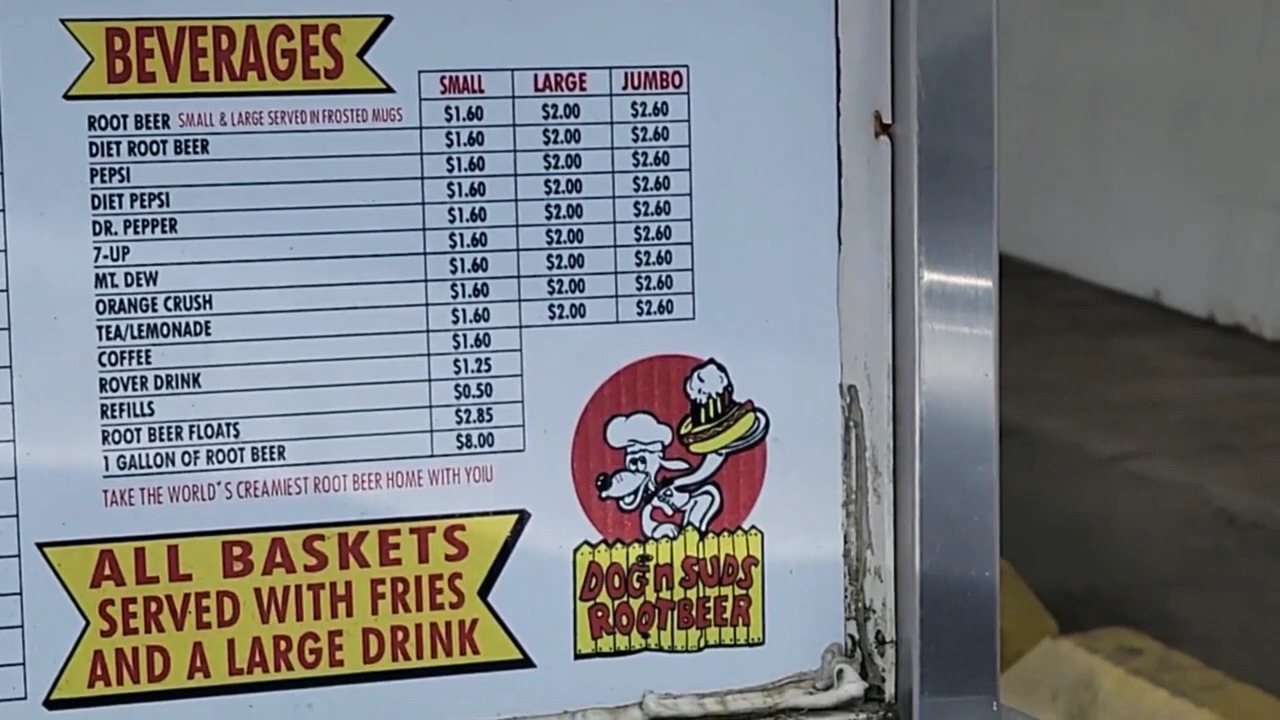 BEVERAGES
SMALL LARGE JUMBO
ROOT BEER SMALL & LARGE SERVED IN FROSTED MUGS $1.60 $2.00 $2.60
DIET ROOT BEER $1.60 $2.00 $2.60
PEPSI $1.60 $2.00 $2.60
DIET PEPSI $1.60 $2.00 $2.60
DR. PEPPER $1.60 $2.00 $2.60
7-UP $1.60 $2.00 $2.60
MT. DEW $1.60 $2.00 $2.60
ORANGE CRUSH $1.60 $2.00 $2.60
TEA/LEMONADE $1.60 $2.00 $2.60
COFFEE $1.60
ROVER DRINK $1.25
REFILLS $0.50
ROOT BEER FLOATS $2.85
1 GALLON OF ROOT BEER $8.00
TAKE THE WORLD'S CREAMIEST ROOT BEER HOME WITH YOU
ALL BASKETS
SERVED WITH FRIES
AND A LARGE DRINK
DOG n SUDS
ROOTBEER